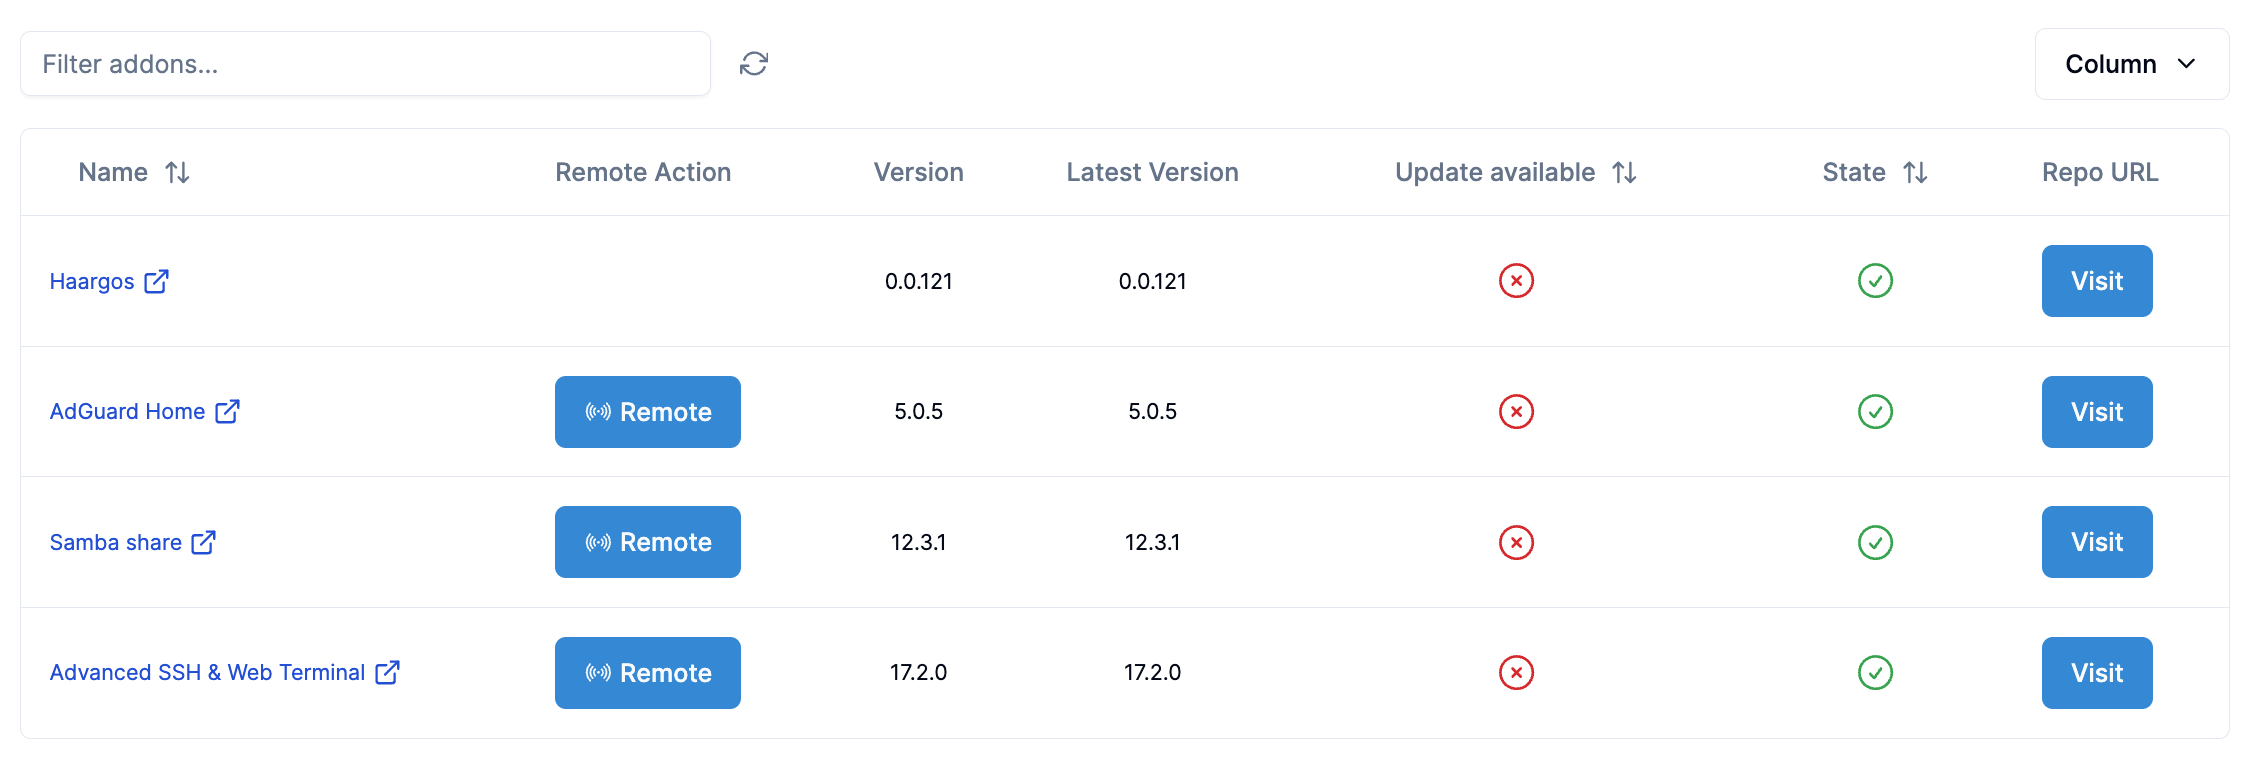 Filter addons...
Column
Name Remote Action Version Latest Version Update available State Repo URL
Haargos 0.0.121 0.0.121 Visit
AdGuard Home Remote 5.0.5 5.0.5 Visit
Samba share Remote 12.3.1 12.3.1 Visit
Advanced SSH & Web Terminal Remote 17.2.0 17.2.0 Visit